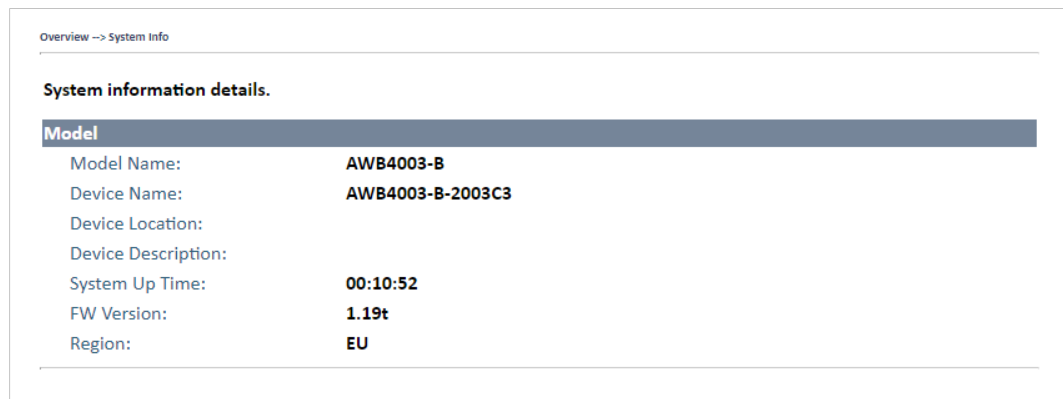 Overview --> System Info
System information details.
Model
Model Name: AWB4003-B
Device Name: AWB4003-B-2003C3
Device Location:
Device Description:
System Up Time: 00:10:52
FW Version: 1.19t
Region: EU